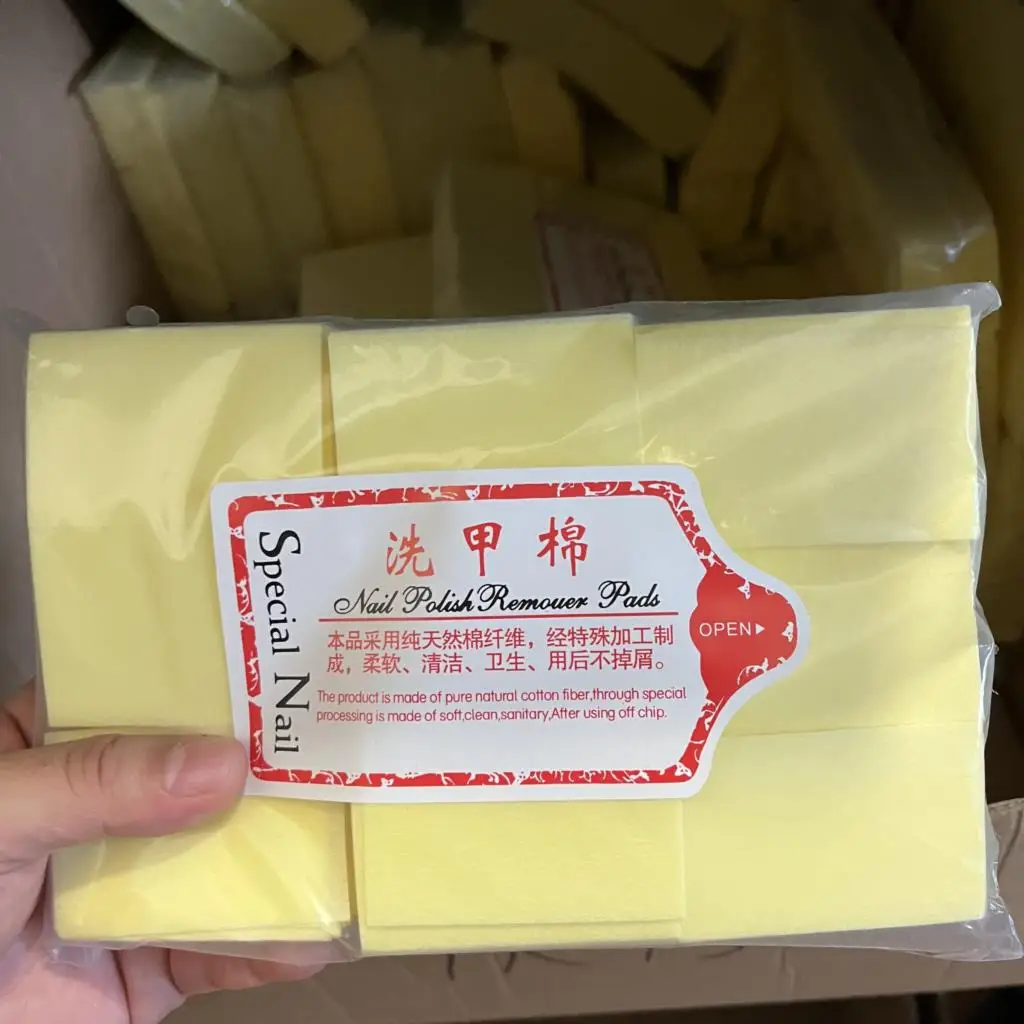 洗甲棉
Nail Polish Remouer Pads
本品采用纯天然棉纤维，经特殊加工制
成，柔软、清洁、卫生、用后不掉屑。
The product is made of pure natural cotton fiber,through special
processing is made of soft,clean,sanitary,After using off chip.
Special Nail
OPEN▶